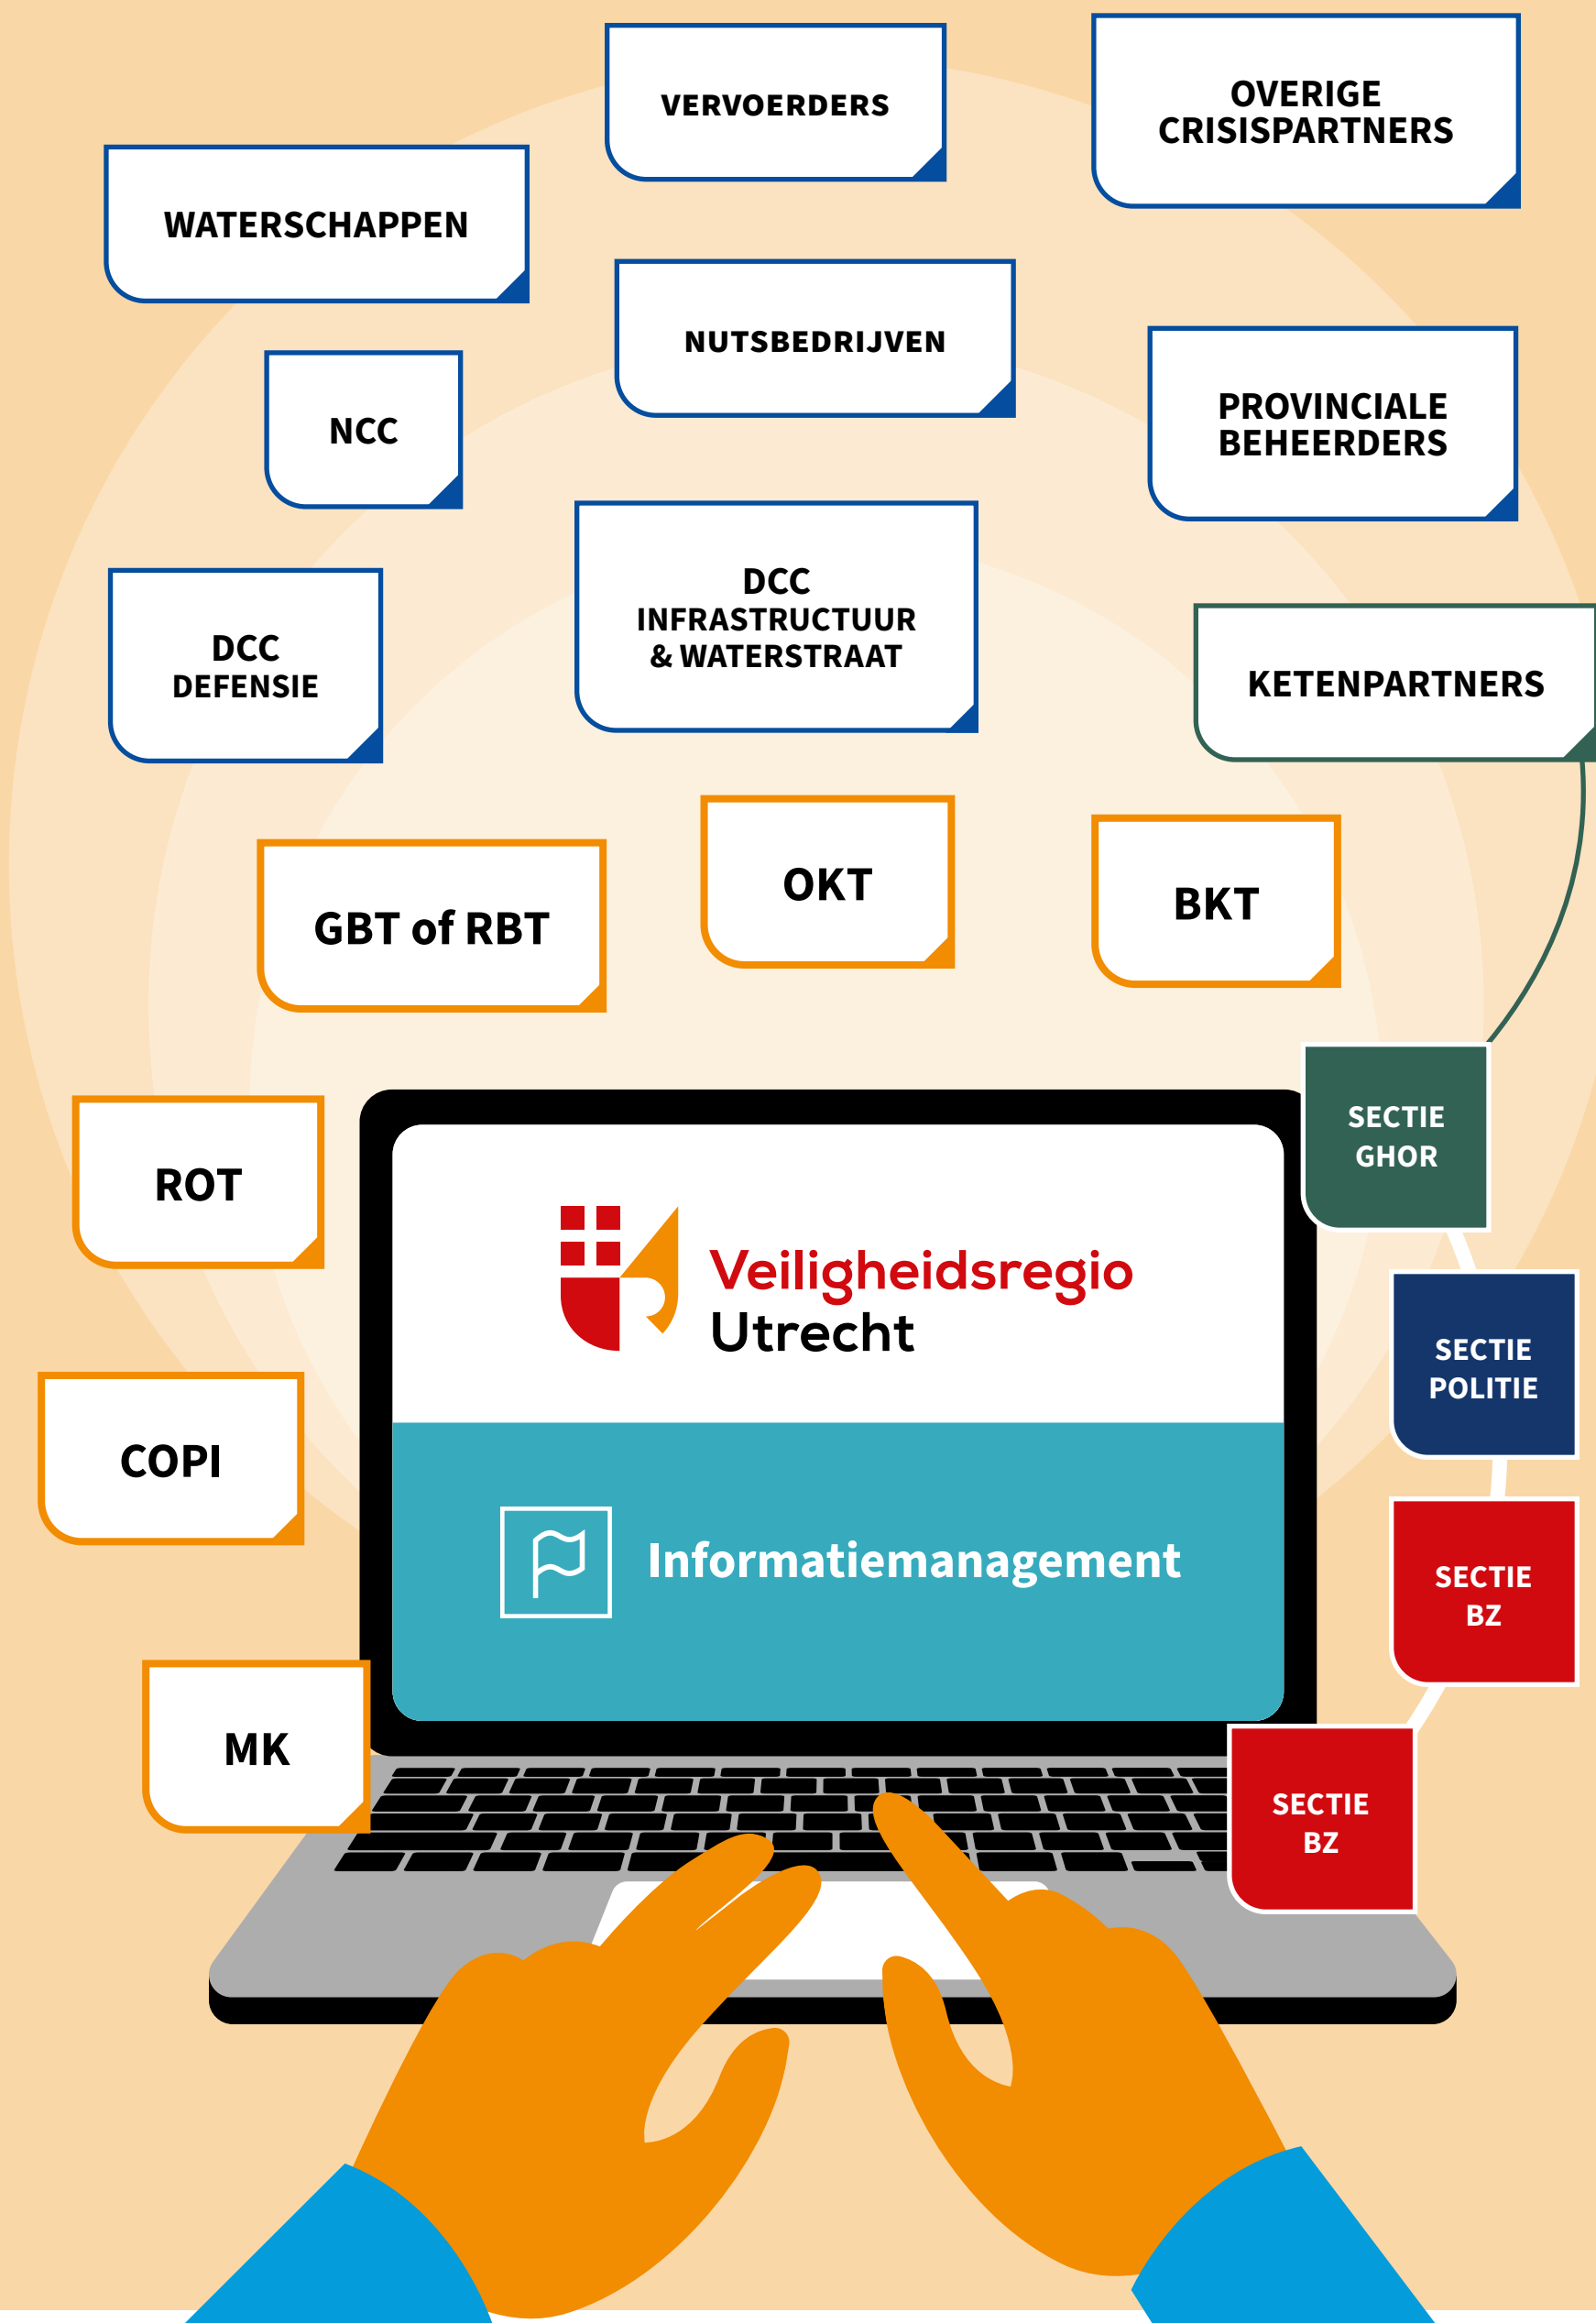 VERVOERDERS
OVERIGE
CRISISPARTNERS
WATERSCHAPPEN
NUTSBEDRIJVEN
NCC
PROVINCIALE
BEHEERDERS
DCC
INFRASTRUCTUUR
& WATERSTRAAT
DCC
DEFENSIE
KETENPARTNERS
OKT
BKT
GBT of RBT
SECTIE
GHOR
ROT
Veiligheidsregio
Utrecht
SECTIE
POLITIE
COPI
Informatiemanagement
SECTIE
BZ
MK
SECTIE
BZ